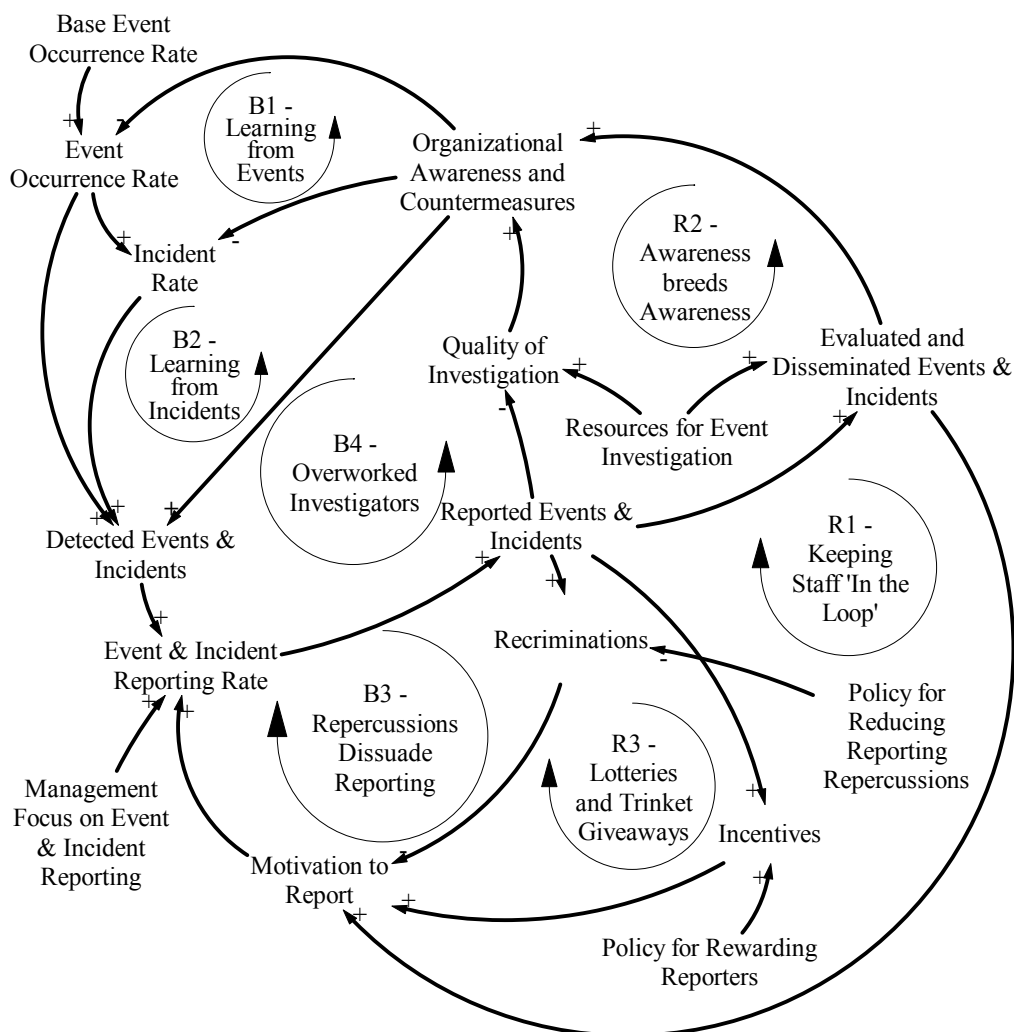 Base Event
Occurrence Rate
+
-
Event
Occurrence Rate
B1 -
Learning
from
Events
Organizational
Awareness and
Countermeasures
+
+
-
+
Incident
Rate
R2 -
Awareness
breeds
Awareness
B2 -
Learning
from
Incidents
Quality of
Investigation
+
-
+
Evaluated and
Disseminated Events &
Incidents
+
Resources for Event
Investigation
B4 -
Overworked
Investigators
+
+
+
Detected Events &
Incidents
Reported Events &
Incidents
+
+
R1 -
Keeping
Staff 'In the
Loop'
+
Event & Incident
Reporting Rate
+
+
Recriminations
-
B3 -
Repercussions
Dissuade
Reporting
Policy for
Reducing
Reporting
Repercussions
R3 -
Lotteries
and Trinket
Giveaways
Management
Focus on Event
& Incident
Reporting
+
Incentives
+
Motivation to
Report
-
+
+
Policy for Rewarding
Reporters